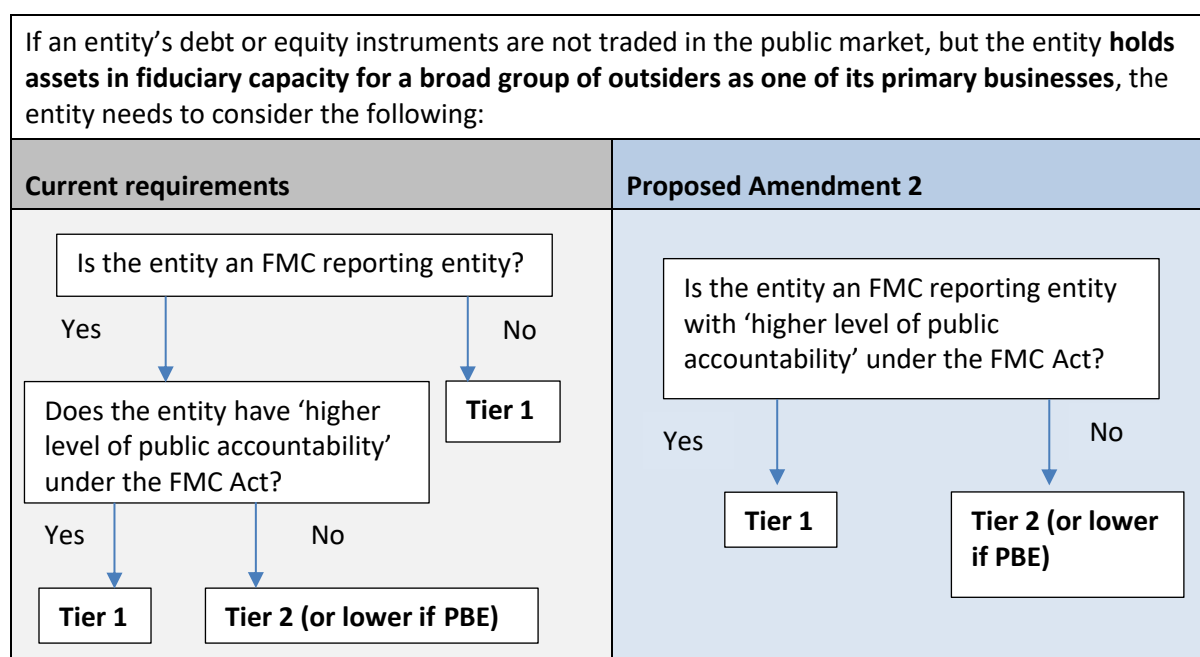 If an entity’s debt or equity instruments are not traded in the public market, but the entity holds
assets in fiduciary capacity for a broad group of outsiders as one of its primary businesses, the
entity needs to consider the following:
Current requirements
Is the entity an FMC reporting entity?
Yes
No
Does the entity have ‘higher
level of public accountability’
under the FMC Act?
Tier 1
Yes
No
Tier 1
Tier 2 (or lower if PBE)
Proposed Amendment 2
Is the entity an FMC reporting entity
with ‘higher level of public
accountability’ under the FMC Act?
Yes
No
Tier 1
Tier 2 (or lower
if PBE)